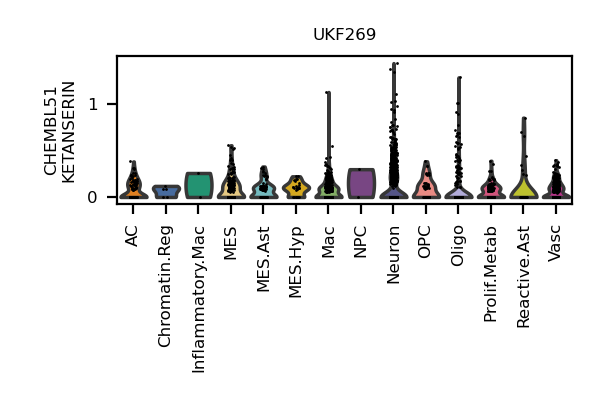 UKF269
CHEMBL51
KETANSERIN
1
0
AC
Chromatin.Reg
Inflammatory.Mac
MES
MES.Ast
MES.Hyp
Mac
NPC
Neuron
OPC
Oligo
Prolif.Metab
Reactive.Ast
Vasc